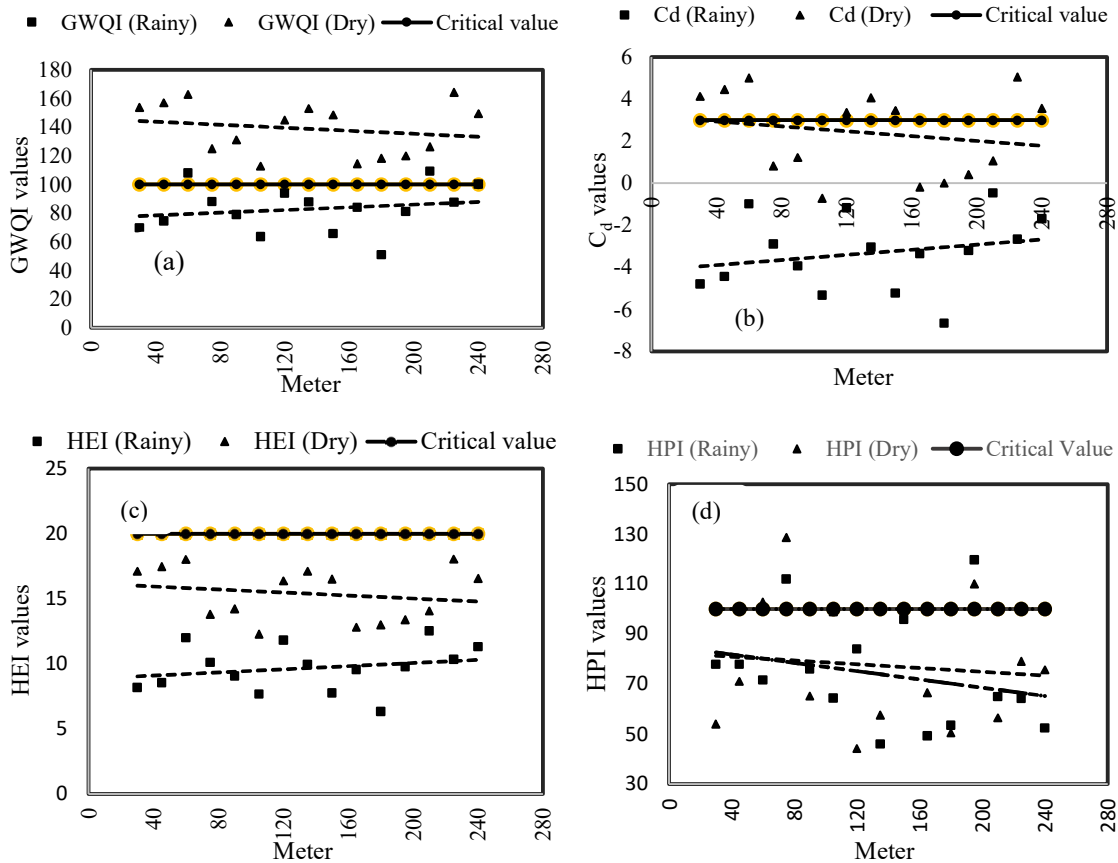 GWQI (Rainy) GWQI (Dry) Critical value
180
160
140
120
100
80
60
40
20
0
GWQI values
(a)
0 40 80 120 160 200 240 280
Meter
Cd (Rainy) Cd (Dry) Critical value
6
4
2
0
-2
-4
-6
-8
Cd values
(b)
0 40 80 120 160 200 240 280
Meter
HEI (Rainy) HEI (Dry) Critical value
25
20
15
10
5
0
HEI values
(c)
0 40 80 120 160 200 240 280
Meter
HPI (Rainy) HPI (Dry) Critical Value
150
130
110
90
70
50
30
HPI values
(d)
0 40 80 120 160 200 240 280
Meter